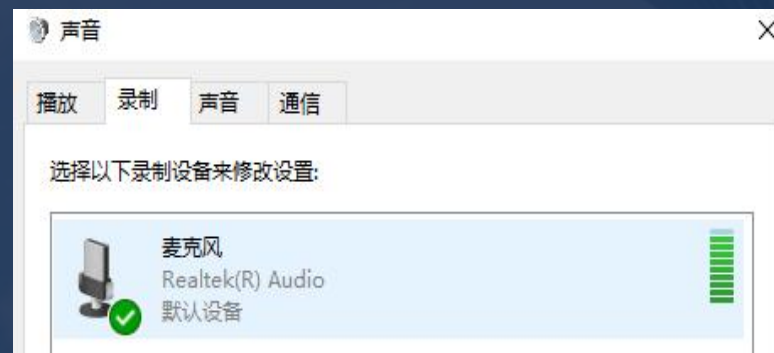 声音
播放 录制 声音 通信
选择以下录制设备来修改设置:
麦克风
Realtek(R) Audio
默认设备